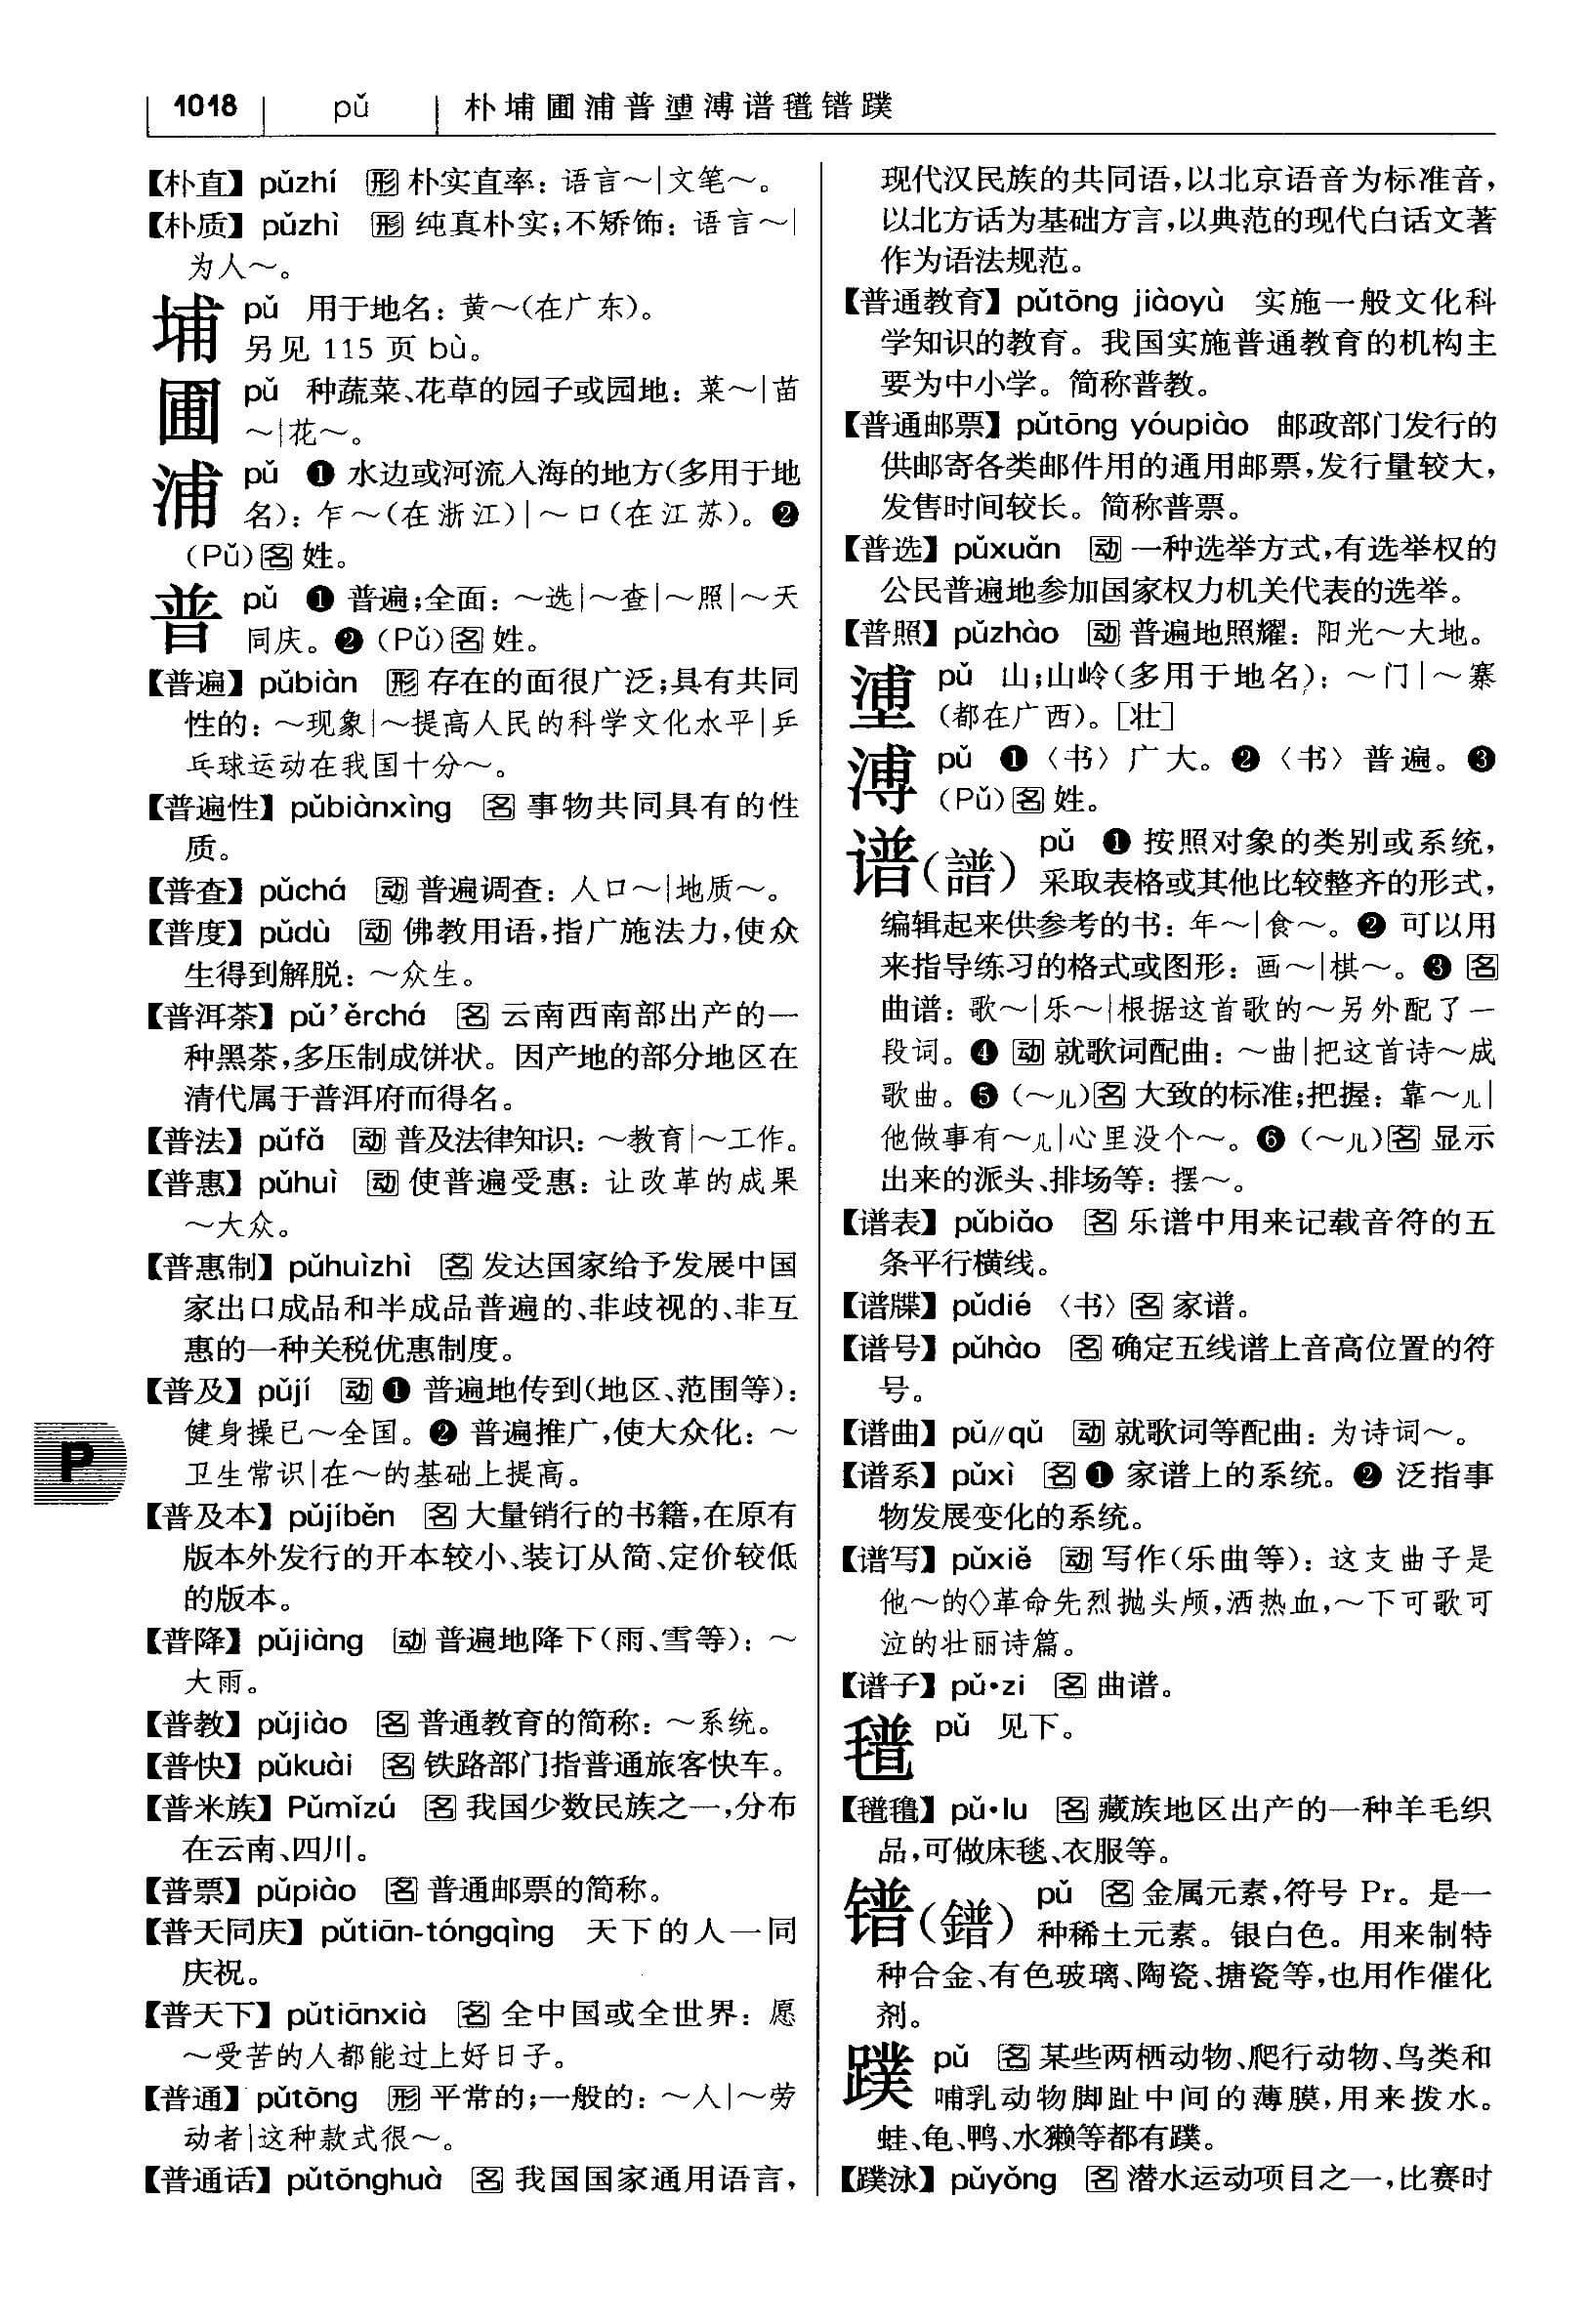 1018 pǔ 朴埔圃浦普𡎚溥谱氆镨蹼
【朴直】 pǔzhí 形 朴实直率：语言～|文笔～。
【朴质】 pǔzhì 形 纯真朴实；不矫饰：语言～|
为人～。
埔 pǔ 用于地名：黄～（在广东）。
另见 115 页 bù。
圃 pǔ 种蔬菜、花草的园子或园地：菜～|苗
～|花～。
浦 pǔ ❶ 水边或河流入海的地方（多用于地
名）：乍～（在浙江）|～口（在江苏）。❷
（Pǔ）名 姓。
普 pǔ ❶ 普遍；全面：～选|～查|～照|～天
同庆。❷（Pǔ）名 姓。
【普遍】 pǔbiàn 形 存在的面很广泛；具有共同
性的：～现象|～提高人民的科学文化水平|乒
乓球运动在我国十分～。
【普遍性】 pǔbiànxìng 名 事物共同具有的性
质。
【普查】 pǔchá 动 普遍调查：人口～|地质～。
【普度】 pǔdù 动 佛教用语，指广施法力，使众
生得到解脱：～众生。
【普洱茶】 pǔ’ěrchá 名 云南西南部出产的一
种黑茶，多压制成饼状。因产地的部分地区在
清代属于普洱府而得名。
【普法】 pǔfǎ 动 普及法律知识：～教育|～工作。
【普惠】 pǔhuì 动 使普遍受惠：让改革的成果
～大众。
【普惠制】 pǔhuìzhì 名 发达国家给予发展中国
家出口成品和半成品普遍的、非歧视的、非互
惠的一种关税优惠制度。
【普及】 pǔjí 动 ❶ 普遍地传到（地区、范围等）：
健身操已～全国。❷ 普遍推广，使大众化：～
卫生常识|在～的基础上提高。
P
【普及本】 pǔjíběn 名 大量销行的书籍，在原有
版本外发行的开本较小、装订从简、定价较低
的版本。
【普降】 pǔjiàng 动 普遍地降下（雨、雪等）：～
大雨。
【普教】 pǔjiào 名 普通教育的简称：～系统。
【普快】 pǔkuài 名 铁路部门指普通旅客快车。
【普米族】 Pǔmǐzú 名 我国少数民族之一，分布
在云南、四川。
【普票】 pǔpiào 名 普通邮票的简称。
【普天同庆】 pǔtiān-tóngqìng 天下的人一同
庆祝。
【普天下】 pǔtiānxià 名 全中国或全世界：愿
～受苦的人都能过上好日子。
【普通】 pǔtōng 形 平常的；一般的：～人|～劳
动者|这种款式很～。
【普通话】 pǔtōnghuà 名 我国国家通用语言，
现代汉民族的共同语，以北京语音为标准音，
以北方话为基础方言，以典范的现代白话文著
作为语法规范。
【普通教育】 pǔtōng jiàoyù 实施一般文化科
学知识的教育。我国实施普通教育的机构主
要为中小学。简称普教。
【普通邮票】 pǔtōng yóupiào 邮政部门发行的
供邮寄各类邮件用的通用邮票，发行量较大，
发售时间较长。简称普票。
【普选】 pǔxuǎn 动 一种选举方式，有选举权的
公民普遍地参加国家权力机关代表的选举。
【普照】 pǔzhào 动 普遍地照耀：阳光～大地。
𡎚 pǔ 山；山岭（多用于地名）：～门|～寨
（都在广西）。［壮］
溥 pǔ ❶〈书〉广大。❷〈书〉普遍。❸
（Pǔ）名 姓。
谱（譜） pǔ ❶ 按照对象的类别或系统，
采取表格或其他比较整齐的形式，
编辑起来供参考的书：年～|食～。❷ 可以用
来指导练习的格式或图形：画～|棋～。❸ 名
曲谱：歌～|乐～|根据这首歌的～另外配了一
段词。❹ 动 就歌词配曲：～曲|把这首诗～成
歌曲。❺（～儿）名 大致的标准；把握：靠～儿|
他做事有～儿|心里没个～。❻（～儿）名 显示
出来的派头、排场等：摆～。
【谱表】 pǔbiǎo 名 乐谱中用来记载音符的五
条平行横线。
【谱牒】 pǔdié 〈书〉名 家谱。
【谱号】 pǔhào 名 确定五线谱上音高位置的符
号。
【谱曲】 pǔ//qǔ 动 就歌词等配曲：为诗词～。
【谱系】 pǔxì 名 ❶ 家谱上的系统。❷ 泛指事
物发展变化的系统。
【谱写】 pǔxiě 动 写作（乐曲等）：这支曲子是
他～的◇革命先烈抛头颅，洒热血，～下可歌可
泣的壮丽诗篇。
【谱子】 pǔ•zi 名 曲谱。
氆 pǔ 见下。
【氆氇】 pǔ•lu 名 藏族地区出产的一种羊毛织
品，可做床毯、衣服等。
镨（鐠） pǔ 名 金属元素，符号 Pr。是一
种稀土元素。银白色。用来制特
种合金、有色玻璃、陶瓷、搪瓷等，也用作催化
剂。
蹼 pǔ 名 某些两栖动物、爬行动物、鸟类和
哺乳动物脚趾中间的薄膜，用来拨水。
蛙、龟、鸭、水獭等都有蹼。
【蹼泳】 pǔyǒng 名 潜水运动项目之一，比赛时